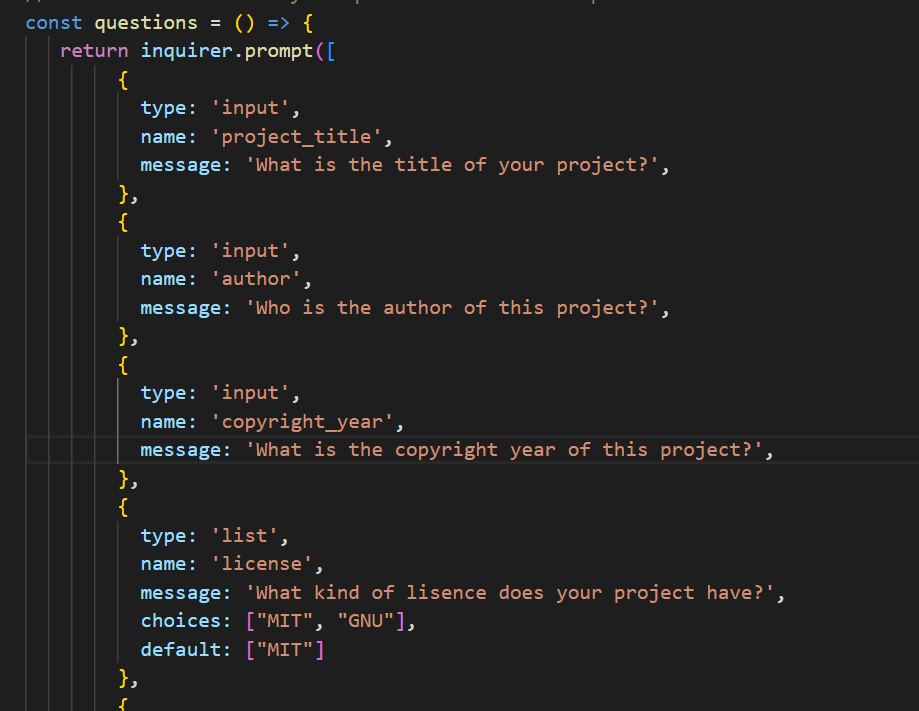 const questions = () => {
return inquirer.prompt([
{
type: 'input',
name: 'project_title',
message: 'What is the title of your project?',
},
{
type: 'input',
name: 'author',
message: 'Who is the author of this project?',
},
{
type: 'input',
name: 'copyright_year',
message: 'What is the copyright year of this project?',
},
{
type: 'list',
name: 'license',
message: 'What kind of lisence does your project have?',
choices: ["MIT", "GNU"],
default: ["MIT"]
},
{